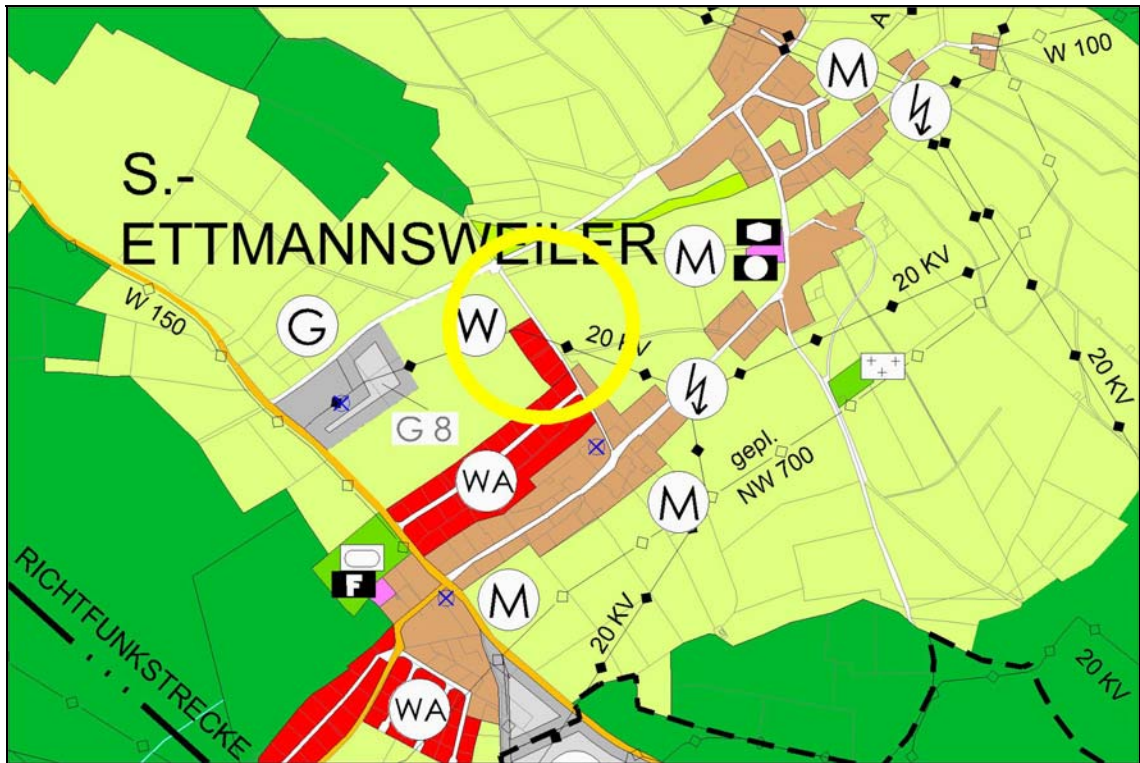 A
W 100
M
S.-
ETTMANNSWEILER
M
W 150
20 KV
G
W
20 KV
20 KV
G 8
gepl.
NW 700
WA
M
F
M
RICHTFUNKSTRECKE
20 KV
20 KV
WA